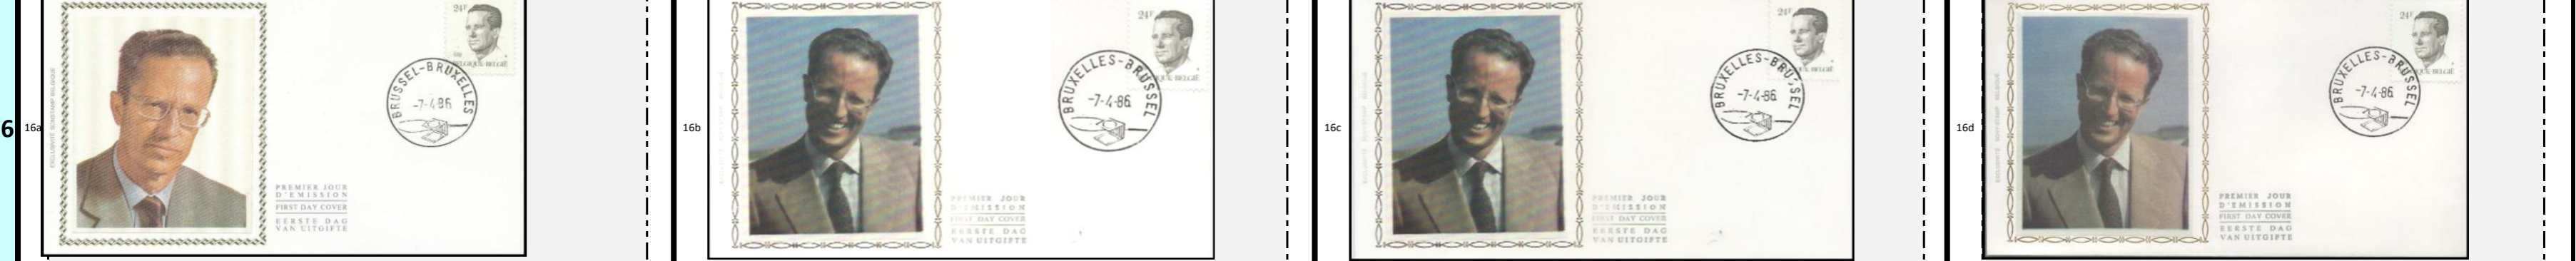 6
16a
EXCLUSIVITE SONSTAMP BELGIQUE
24F
BELGIQUE-BELGIË
BRUSSEL-BRUXELLES
-7-4-86
PREMIER JOUR
D'EMISSION
FIRST DAY COVER
EERSTE DAG
VAN UITGIFTE
16b
24F
BELGIË
BRUXELLES-BRUSSEL
-7-4-86
PREMIER JOUR
D'EMISSION
FIRST DAY COVER
EERSTE DAG
VAN UITGIFTE
16c
24F
BELGIË
BRUXELLES-BRUSSEL
-7-4-86
PREMIER JOUR
D'EMISSION
FIRST DAY COVER
EERSTE DAG
VAN UITGIFTE
16d
24F
BELGIË
BRUXELLES-BRUSSEL
-7-4-86
PREMIER JOUR
D'EMISSION
FIRST DAY COVER
EERSTE DAG
VAN UITGIFTE